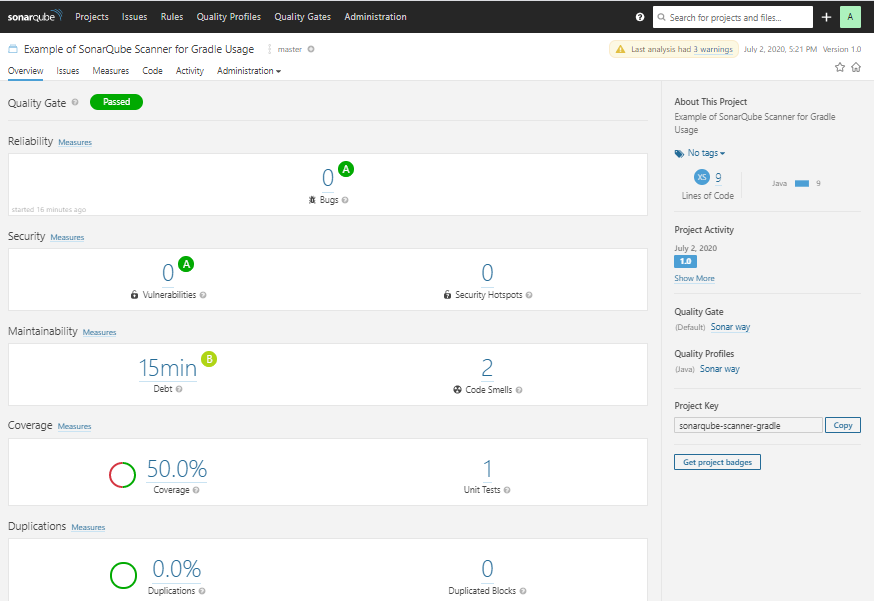 sonarqube Projects Issues Rules Quality Profiles Quality Gates Administration ? Search for projects and files... + A
Example of SonarQube Scanner for Gradle Usage master Last analysis had 3 warnings July 2, 2020, 5:21 PM Version 1.0
Overview Issues Measures Code Activity Administration
Quality Gate ? Passed
Reliability Measures
0 A
Bugs ?
started 16 minutes ago
Security Measures
0 A 0
Vulnerabilities ? Security Hotspots ?
Maintainability Measures
15min B 2
Debt ? Code Smells ?
Coverage Measures
50.0% 1
Coverage ? Unit Tests ?
Duplications Measures
0.0% 0
Duplications ? Duplicated Blocks ?
About This Project
Example of SonarQube Scanner for Gradle
Usage
No tags
XS 9 Java 9
Lines of Code
Project Activity
July 2, 2020
1.0
Show More
Quality Gate
(Default) Sonar way
Quality Profiles
(Java) Sonar way
Project Key
sonarqube-scanner-gradle Copy
Get project badges